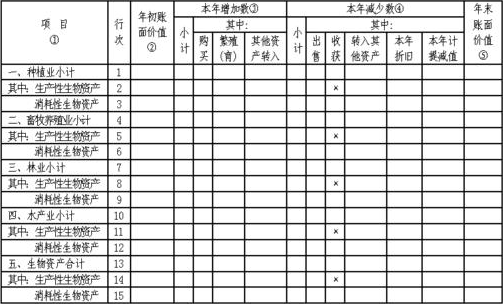 项 目 ① 行次 年初账面价值② 本年增加数③ 本年减少数④ 年末账面价值⑤
小计 其中: 小计 其中:
购买 繁殖(育) 其他资产转入 出售 收获 转入其他资产 本年折旧 本年计提减值
一、种植业小计 1
其中: 生产性生物资产 2 ×
消耗性生物资产 3
二、畜牧养殖业小计 4
其中: 生产性生物资产 5 ×
消耗性生物资产 6
三、林业小计 7
其中: 生产性生物资产 8 ×
消耗性生物资产 9
四、水产业小计 10
其中: 生产性生物资产 11 ×
消耗性生物资产 12
五、生物资产合计 13
其中: 生产性生物资产 14 ×
消耗性生物资产 15